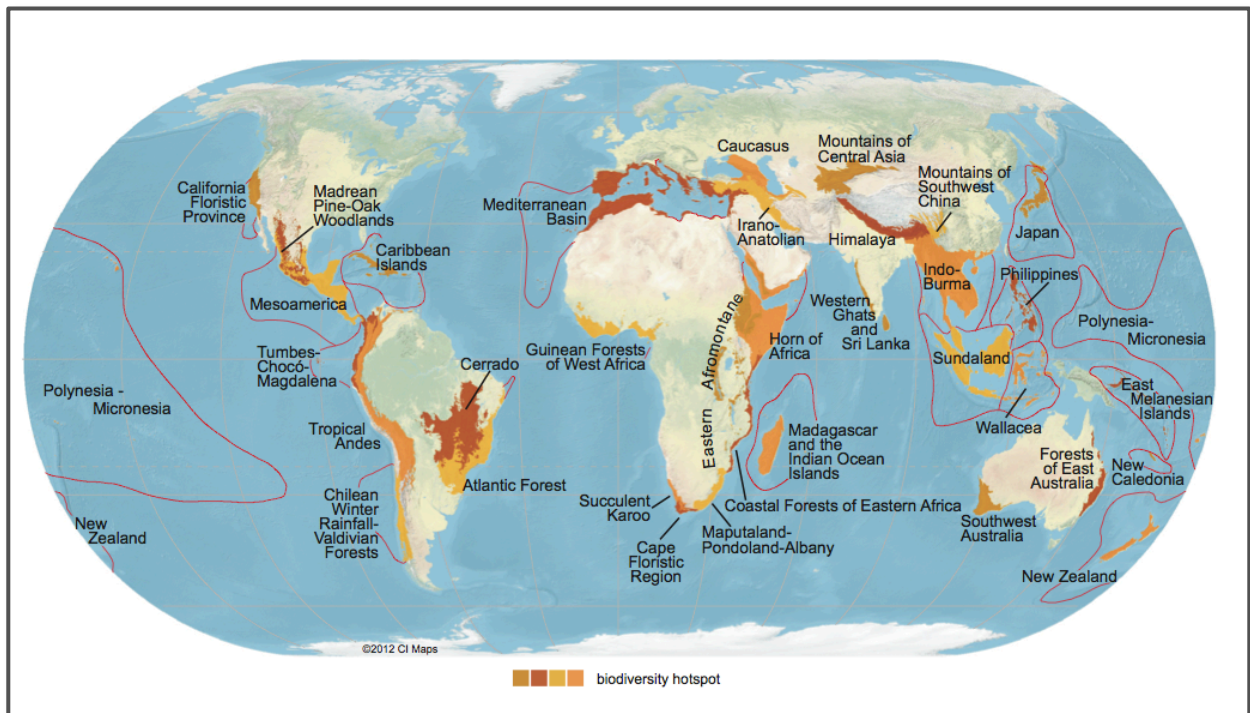 Caucasus
Mountains of
Central Asia
Mountains of
Southwest
China
California
Floristic
Province
Madrean
Pine-Oak
Woodlands
Mediterranean
Basin
Irano-
Anatolian
Himalaya
Japan
Caribbean
Islands
Indo-
Burma
Philippines
Mesoamerica
Western
Ghats
and
Sri Lanka
Polynesia-
Micronesia
Guinean Forests
of West Africa
Eastern Afromontane
Horn of
Africa
Sundaland
Tumbes-
Chocó-
Magdalena
Cerrado
Polynesia -
Micronesia
East
Melanesian
Islands
Tropical
Andes
Wallacea
Madagascar
and the
Indian Ocean
Islands
Forests
of East
Australia
New
Caledonia
Atlantic Forest
Chilean
Winter
Rainfall-
Valdivian
Forests
Succulent
Karoo
Coastal Forests of Eastern Africa
Southwest
Australia
New
Zealand
Maputaland-
Pondoland-Albany
Cape
Floristic
Region
New Zealand
©2012 CI Maps
biodiversity hotspot